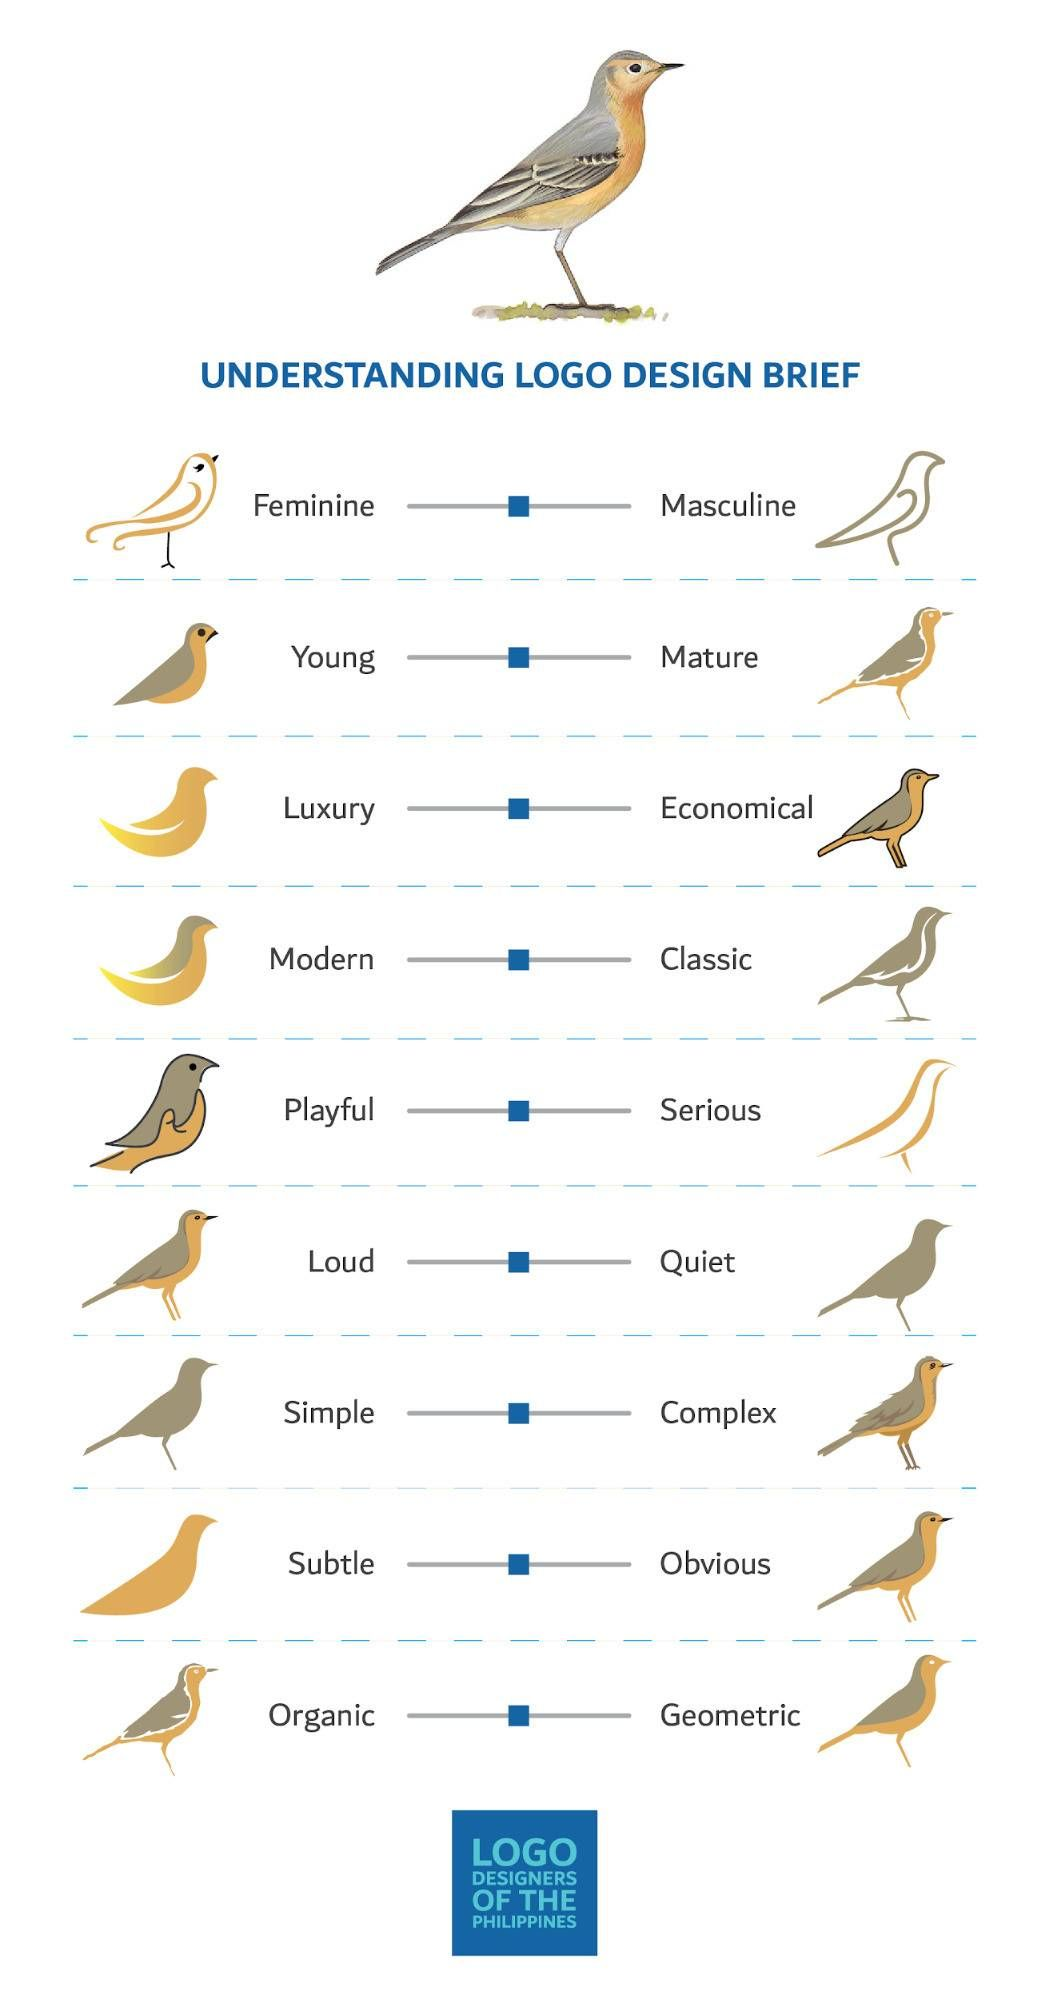 UNDERSTANDING LOGO DESIGN BRIEF
Feminine Masculine
Young Mature
Luxury Economical
Modern Classic
Playful Serious
Loud Quiet
Simple Complex
Subtle Obvious
Organic Geometric
LOGO
DESIGNERS
OF THE
PHILIPPINES